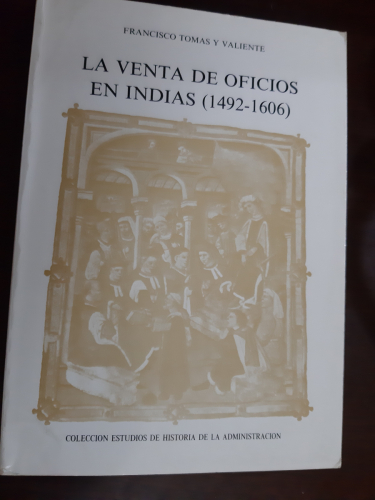 FRANCISCO TOMAS Y VALIENTE
LA VENTA DE OFICIOS
EN INDIAS (1492-1606)
COLECCION ESTUDIOS DE HISTORIA DE LA ADMINISTRACION